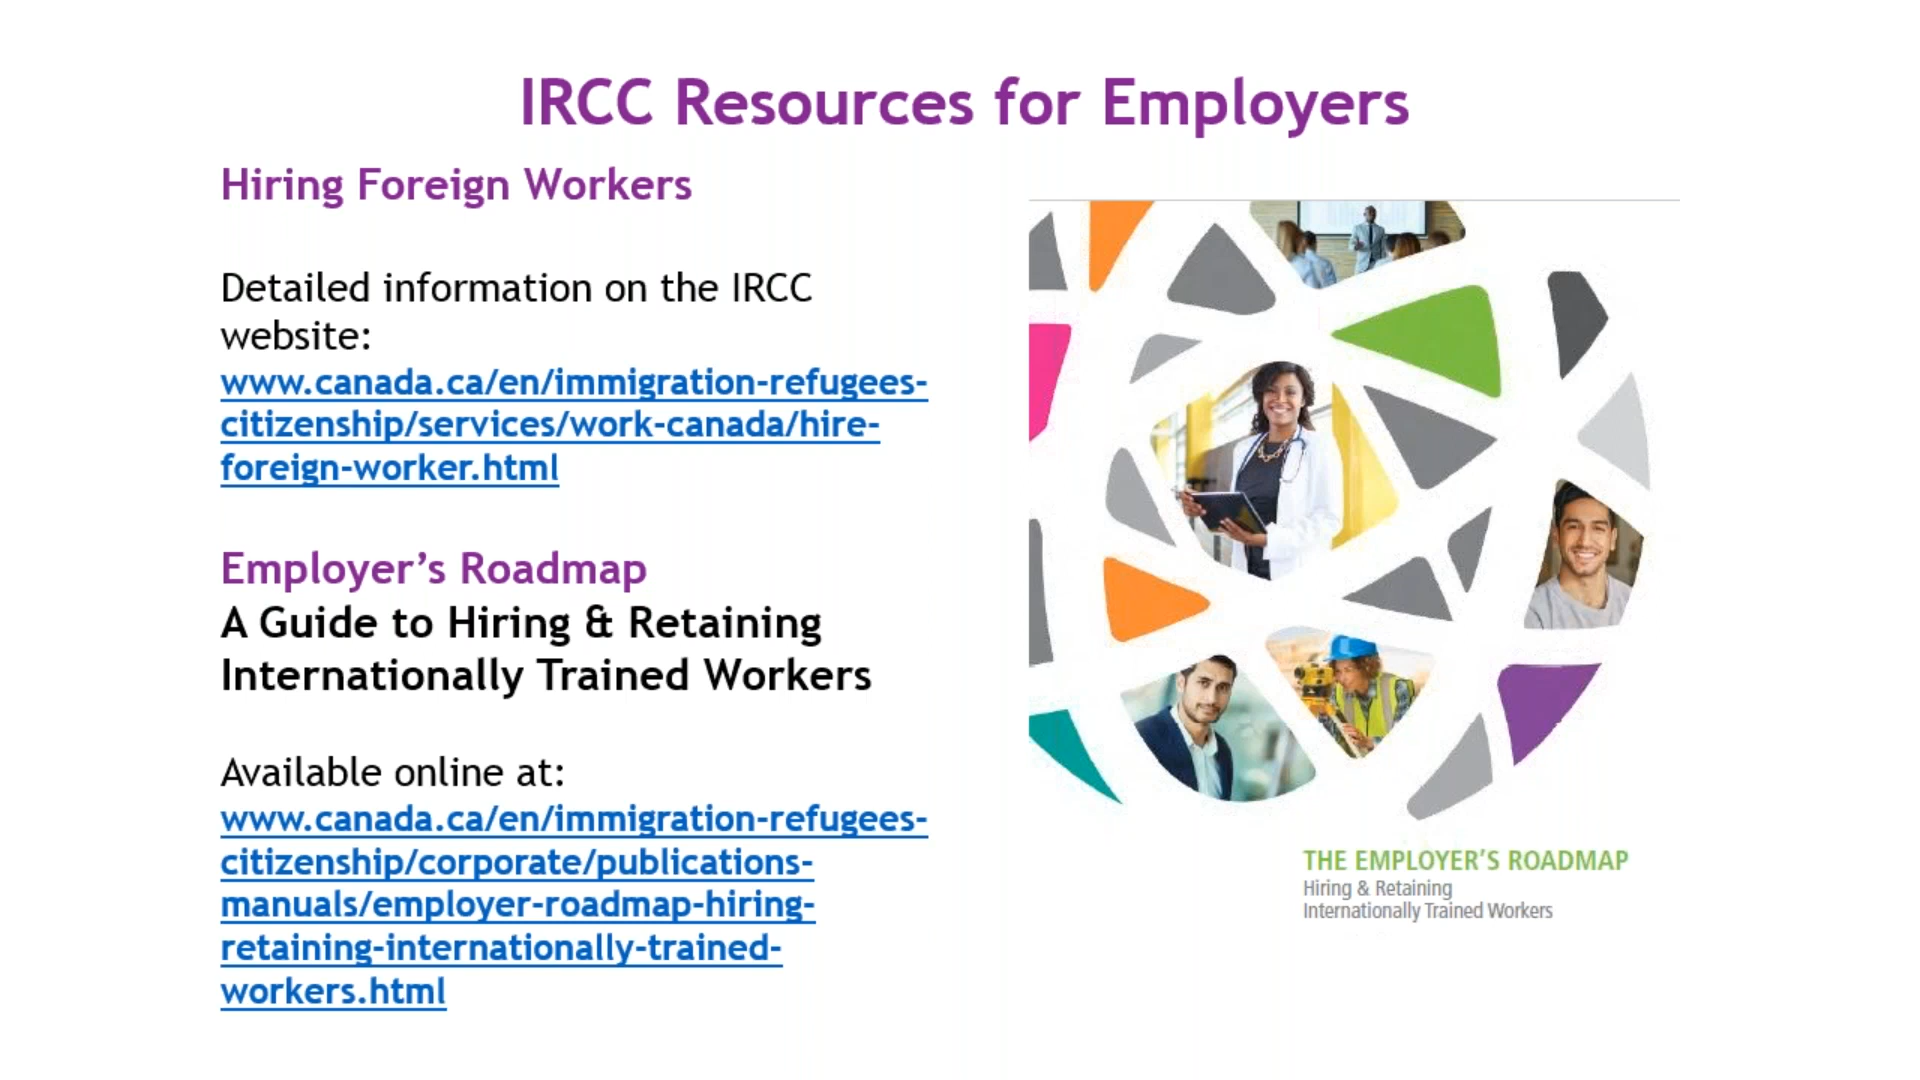 IRCC Resources for Employers
Hiring Foreign Workers
Detailed information on the IRCC
website:
www.canada.ca/en/immigration-refugees-
citizenship/services/work-canada/hire-
foreign-worker.html
Employer’s Roadmap
A Guide to Hiring & Retaining
Internationally Trained Workers
Available online at:
www.canada.ca/en/immigration-refugees-
citizenship/corporate/publications-
manuals/employer-roadmap-hiring-
retaining-internationally-trained-
workers.html
THE EMPLOYER’S ROADMAP
Hiring & Retaining
Internationally Trained Workers